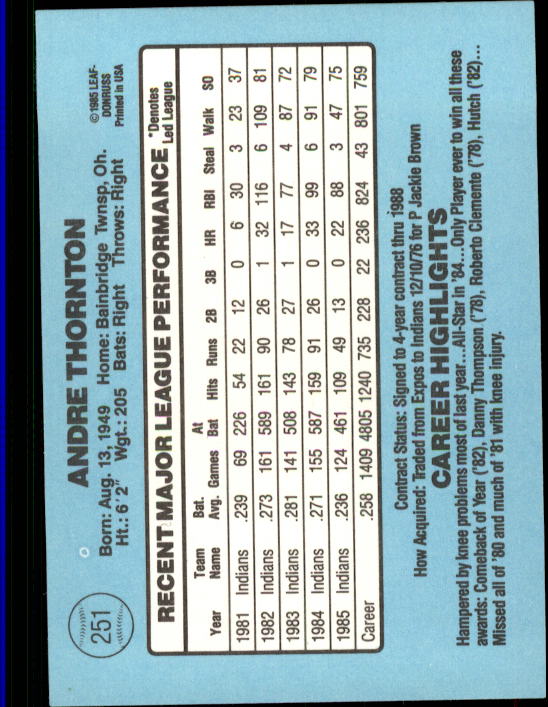 251
ANDRE THORNTON
Born: Aug. 13, 1949 Home: Bainbridge Twnsp, Oh.
Ht.: 6'2" Wgt.: 205 Bats: Right Throws: Right
©1985 LEAF-
DONRUSS
Printed in USA
RECENT MAJOR LEAGUE PERFORMANCE
*Denotes
Led League
Team Bat. At
Year Name Avg. Games Bat Hits Runs 2B 3B HR RBI Steal Walk SO
1981 Indians .239 69 226 54 22 12 0 6 30 3 23 37
1982 Indians .273 161 589 161 90 26 1 32 116 6 109 81
1983 Indians .281 141 508 143 78 27 1 17 77 4 87 72
1984 Indians .271 155 587 159 91 26 0 33 99 6 91 79
1985 Indians .236 124 461 109 49 13 0 22 88 3 47 75
Career .258 1409 4805 1240 735 228 22 236 824 43 801 759
Contract Status: Signed to 4-year contract thru 1988
How Acquired: Traded from Expos to Indians 12/10/76 for P Jackie Brown
CAREER HIGHLIGHTS
Hampered by knee problems most of last year...All-Star in '84...Only Player ever to win all these
awards: Comeback of Year ('82), Danny Thompson ('78), Roberto Clemente ('78), Hutch ('82)...
Missed all of '80 and much of '81 with knee injury.